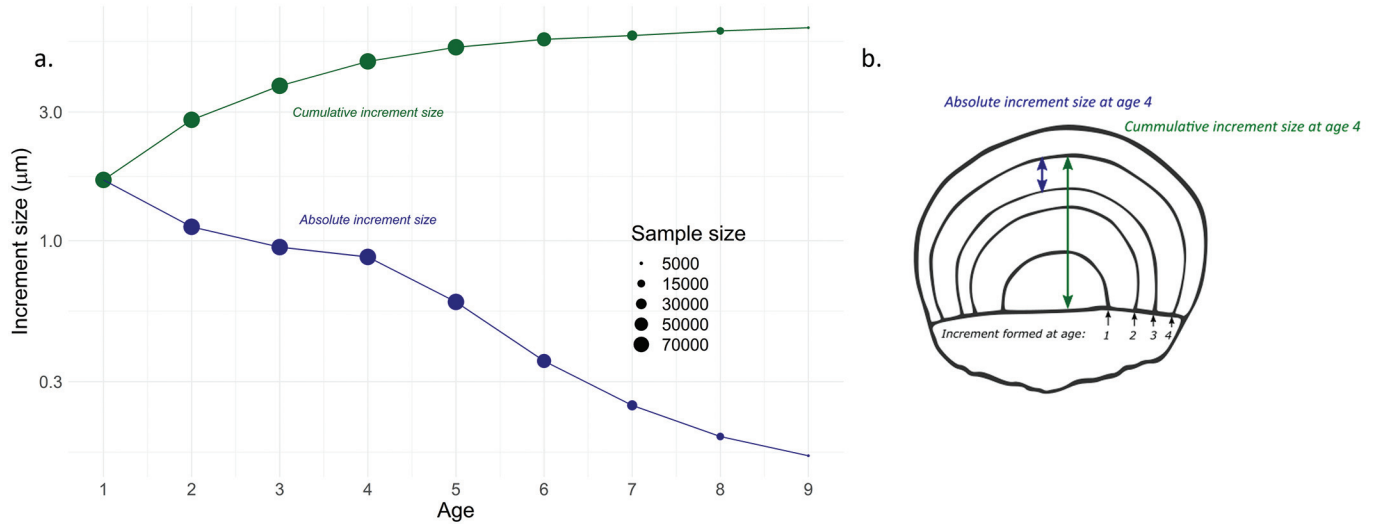 a.
Increment size (μm)
3.0
1.0
0.3
Cumulative increment size
Absolute increment size
Sample size
5000
15000
30000
50000
70000
1 2 3 4 5 6 7 8 9
Age
b.
Absolute increment size at age 4
Cummulative increment size at age 4
Increment formed at age: 1 2 3 4